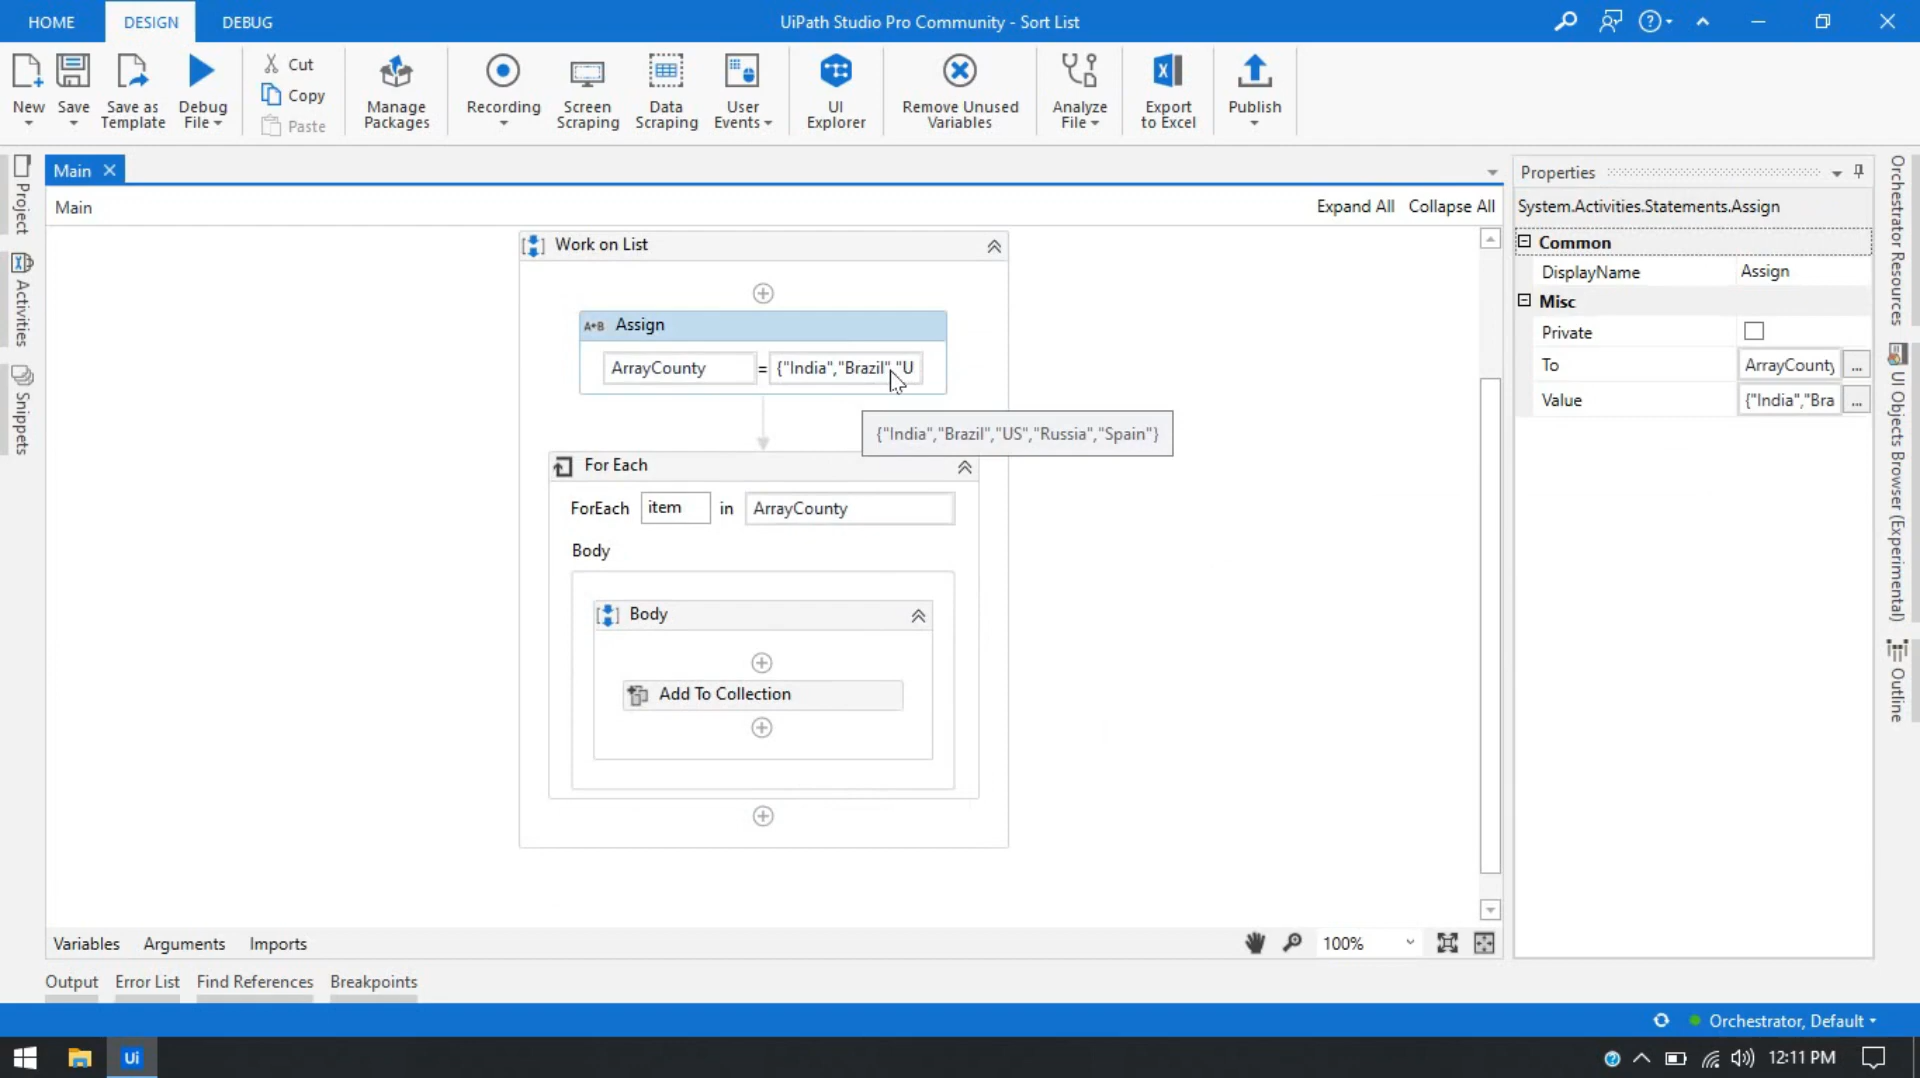 HOME DESIGN DEBUG UiPath Studio Pro Community - Sort List
New Save Save as Template Debug File Cut Copy Paste Manage Packages Recording Screen Scraping Data Scraping User Events UI Explorer Remove Unused Variables Analyze File Export to Excel Publish
Main
Main Expand All Collapse All
Project
Activities
Snippets
Work on List
A+B Assign
ArrayCounty = {"India","Brazil","U
{"India","Brazil","US","Russia","Spain"}
For Each
ForEach item in ArrayCounty
Body
Body
Add To Collection
Variables Arguments Imports 100%
Output Error List Find References Breakpoints
Properties
System.Activities.Statements.Assign
Common
DisplayName Assign
Misc
Private
To ArrayCounty ...
Value {"India","Bra ...
Orchestrator Resources
UI Objects Browser (Experimental)
Outline
Orchestrator, Default
Ui 12:11 PM